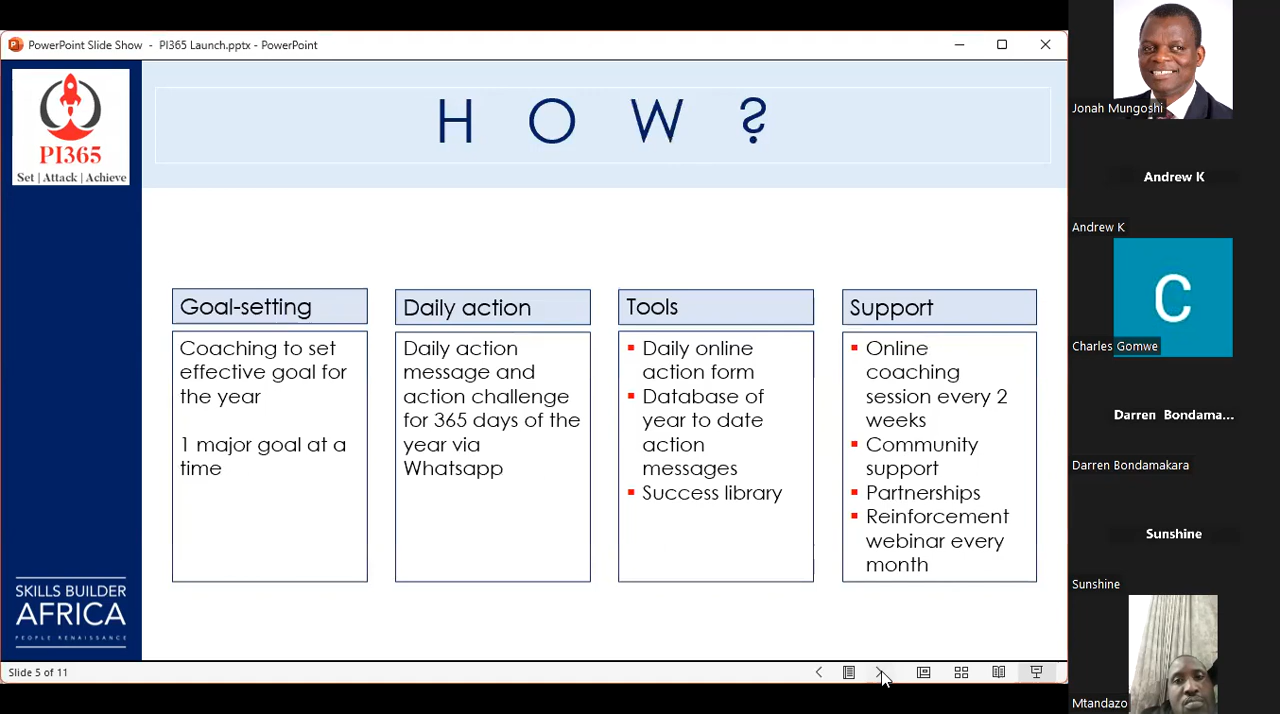 PowerPoint Slide Show - PI365 Launch.pptx - PowerPoint
PI365
Set | Attack | Achieve
HOW?
Goal-setting
Coaching to set
effective goal for
the year
1 major goal at a
time
Daily action
Daily action
message and
action challenge
for 365 days of the
year via
Whatsapp
Tools
Daily online
action form
Database of
year to date
action
messages
Success library
Support
Online
coaching
session every 2
weeks
Community
support
Partnerships
Reinforcement
webinar every
month
SKILLS BUILDER
AFRICA
PEOPLE RENAISSANCE
Slide 5 of 11
Jonah Mungoshi
Andrew K
Andrew K
C
Charles Gomwe
Darren Bondama...
Darren Bondamakara
Sunshine
Sunshine
Mtandazo